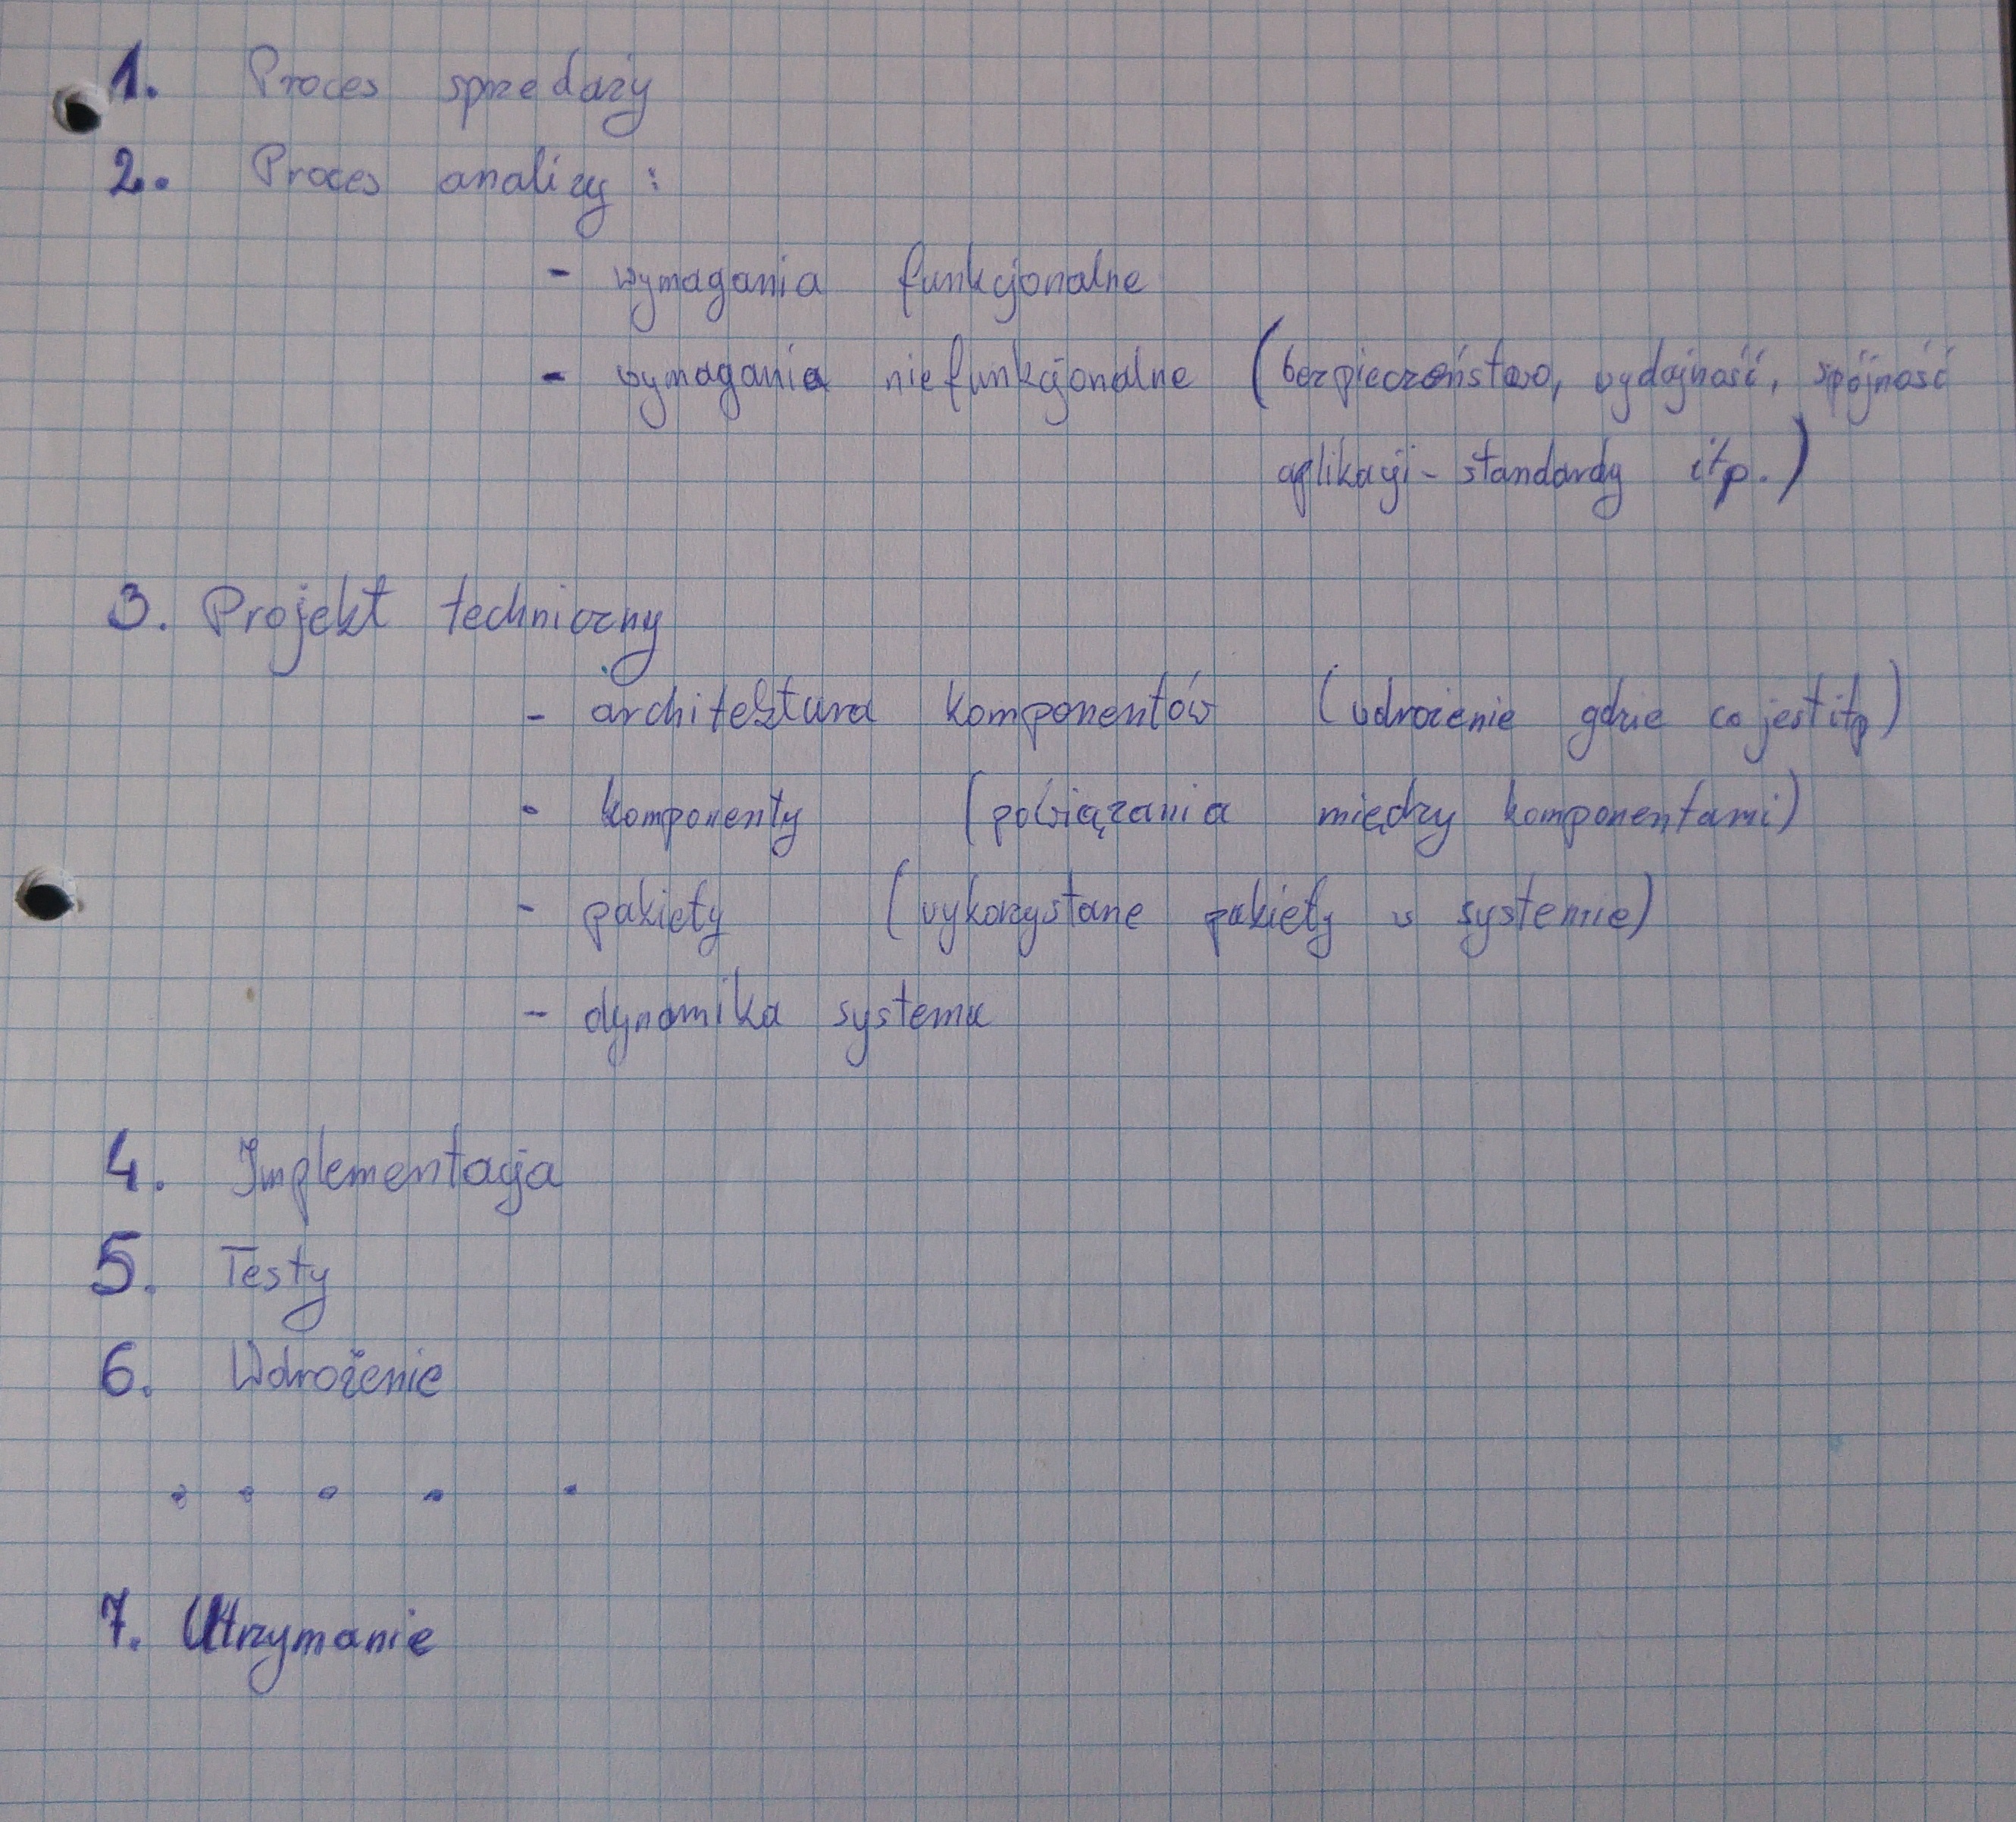 1. Proces sprzedaży
2. Proces analizy :
- wymagania funkcjonalne
- wymagania niefunkcjonalne (bezpieczeństwo, wydajność, spójność
aplikacji - standardy itp.)
3. Projekt techniczny
- architektura komponentów (wdrożenie gdzie co jest itp)
- komponenty (powiązania między komponentami)
- pakiety (wykorzystane pakiety w systemie)
- dynamika systemu
4. Implementacja
5. Testy
6. Wdrożenie
. . . . .
7. Utrzymanie